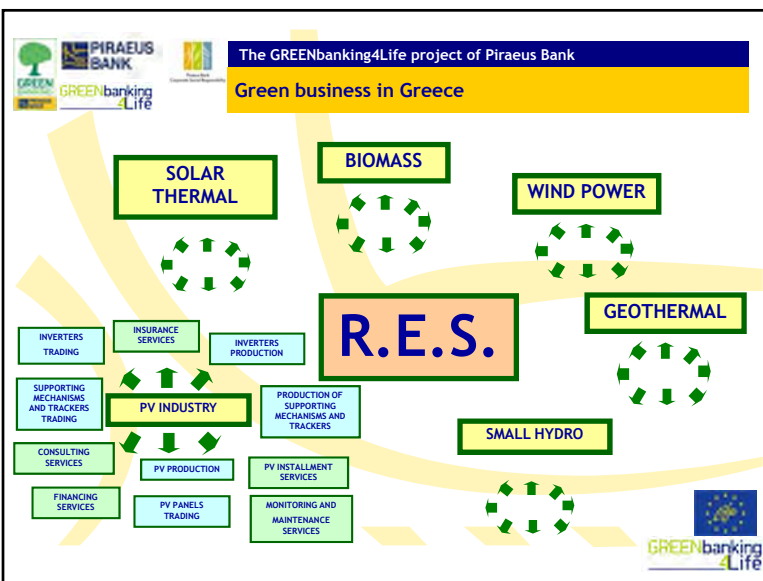 PIRAEUS
BANK
GREEN
GREENbanking
4Life
The GREENbanking4Life project of Piraeus Bank
Green business in Greece
SOLAR
THERMAL
BIOMASS
WIND POWER
GEOTHERMAL
R.E.S.
SMALL HYDRO
INVERTERS
TRADING
INSURANCE
SERVICES
INVERTERS
PRODUCTION
SUPPORTING
MECHANISMS
AND TRACKERS
TRADING
PV INDUSTRY
PRODUCTION OF
SUPPORTING
MECHANISMS AND
TRACKERS
CONSULTING
SERVICES
PV PRODUCTION
PV INSTALLMENT
SERVICES
FINANCING
SERVICES
PV PANELS
TRADING
MONITORING AND
MAINTENANCE
SERVICES
GREENbanking
4Life